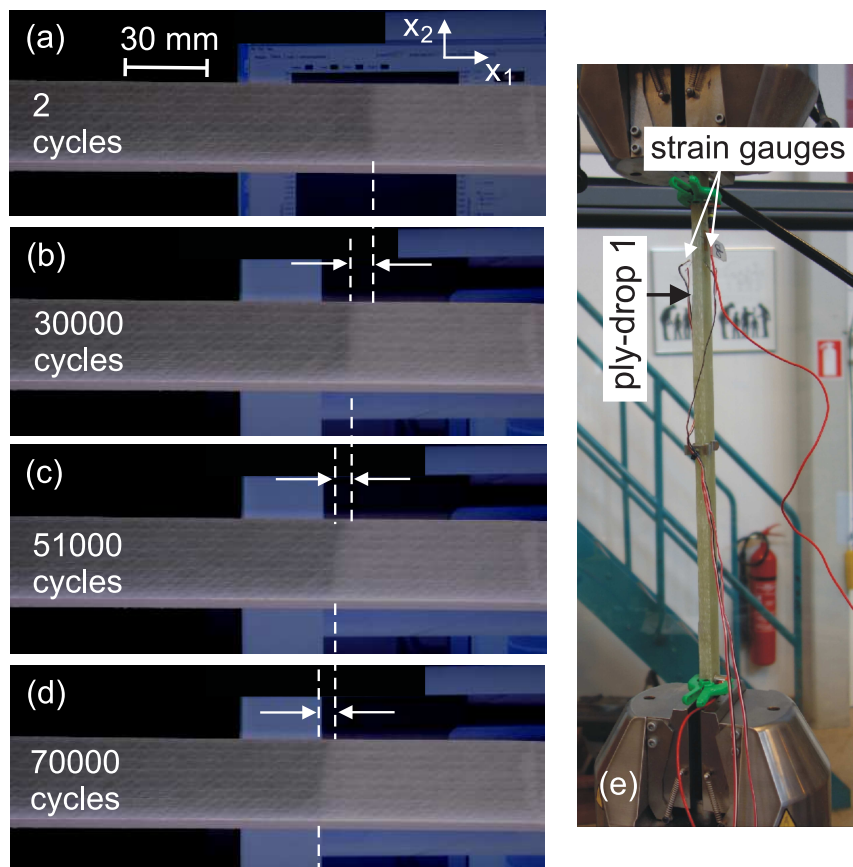 (a)
30 mm
x2
x1
2
cycles
(b)
30000
cycles
(c)
51000
cycles
(d)
70000
cycles
strain gauges
ply-drop 1
(e)